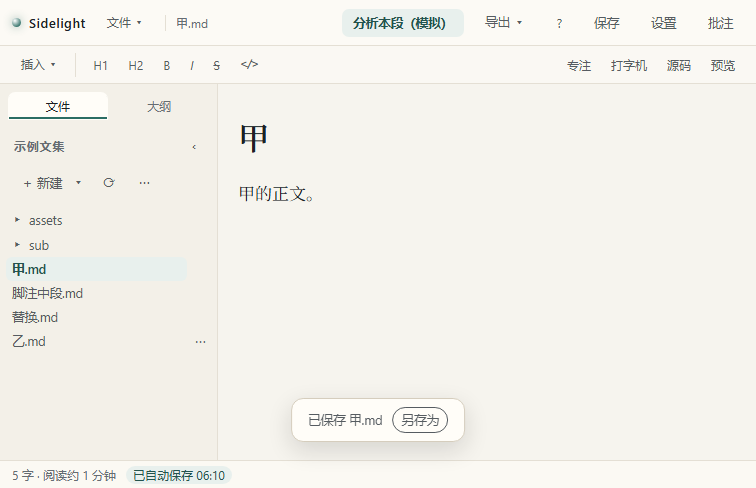 Sidelight 文件 甲.md 分析本段（模拟） 导出 ? 保存 设置 批注
插入 H1 H2 B I S </> 专注 打字机 源码 预览
文件 大纲
示例文集 ‹
+ 新建 ⟳ ···
assets
sub
甲.md
脚注中段.md
替换.md
乙.md ···
甲
甲的正文。
已保存 甲.md 另存为
5 字 · 阅读约 1 分钟 已自动保存 06:10